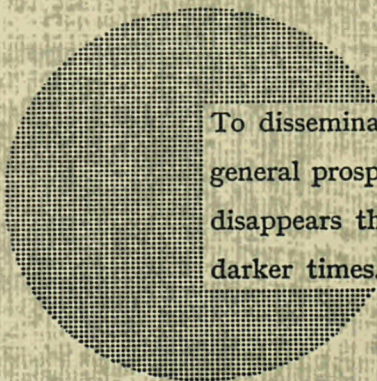 To dissemina
general prosp
disappears th
darker times.